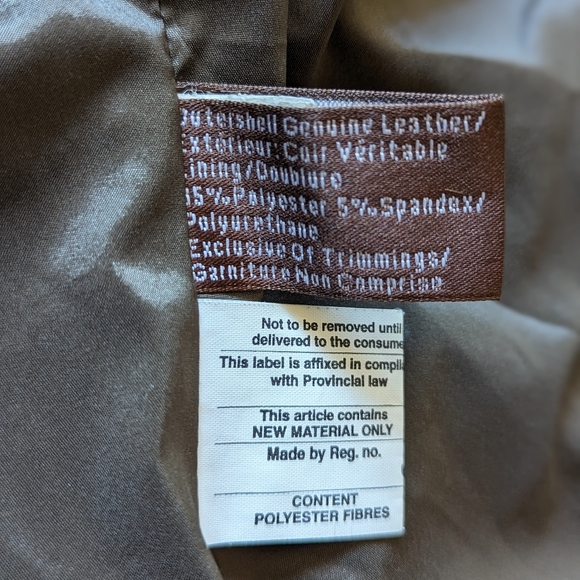 utershell Genuine Leather/
xterieur: Cuir Véritable
ining/Doublure
5% Polyester 5% Spandex/
Polyurethane
Exclusive Of Trimmings/
Garniture Non Comprise
Not to be removed until
delivered to the consume
This label is affixed in compli
with Provincial law
This article contains
NEW MATERIAL ONLY
Made by Reg. no.
CONTENT
POLYESTER FIBRES